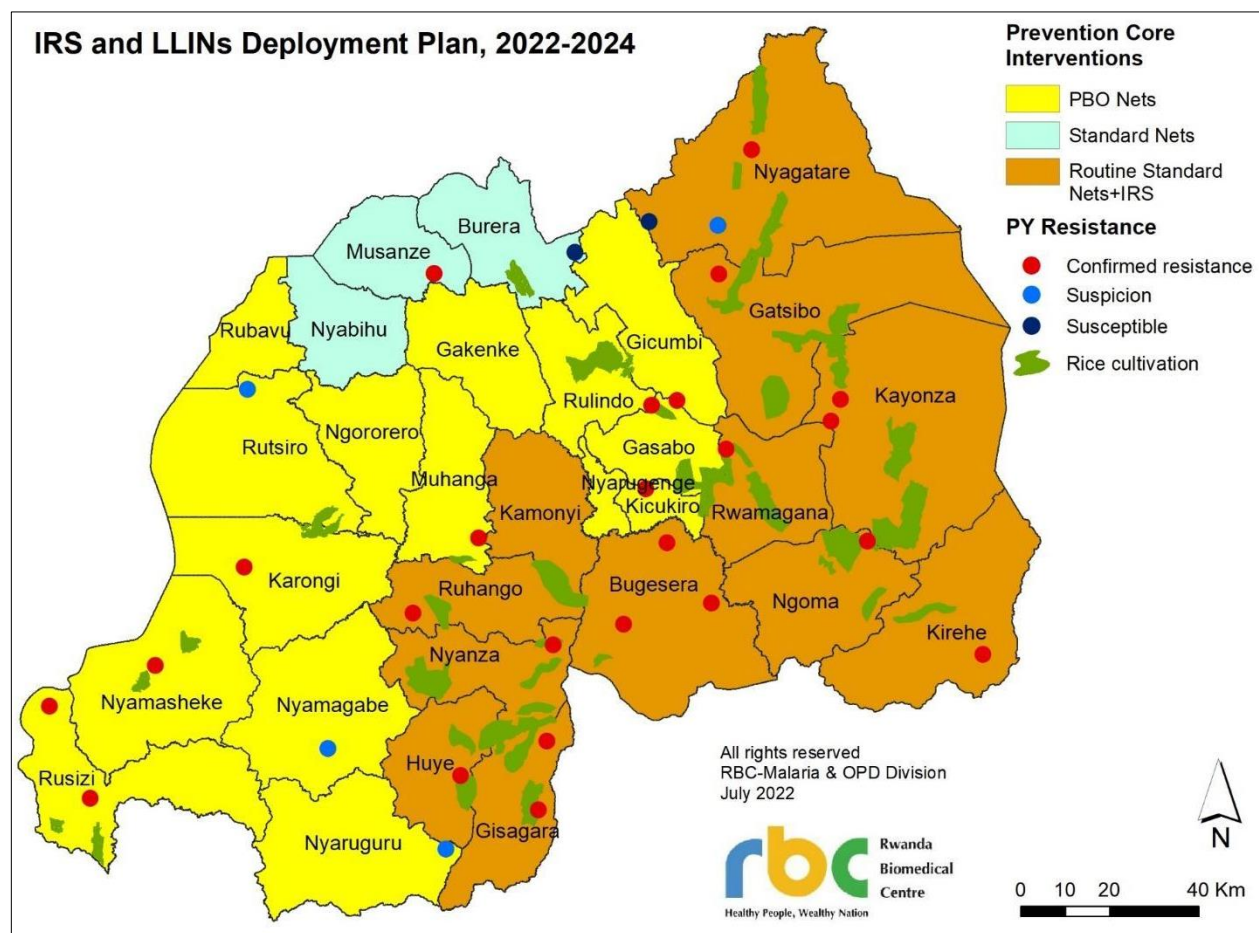 IRS and LLINs Deployment Plan, 2022-2024
Prevention Core
Interventions
PBO Nets
Standard Nets
Routine Standard
Nets+IRS
PY Resistance
Confirmed resistance
Suspicion
Susceptible
Rice cultivation
Nyagatare
Burera
Musanze
Rubavu
Nyabihu
Gatsibo
Gakenke
Gicumbi
Rulindo
Kayonza
Rutsiro
Ngororero
Gasabo
Muhanga
Nyarugenge
Kicukiro
Kamonyi
Rwamagana
Karongi
Ruhango
Bugesera
Ngoma
Kirehe
Nyanza
Nyamasheke
Nyamagabe
Rusizi
Huye
Gisagara
Nyaruguru
All rights reserved
RBC-Malaria & OPD Division
July 2022
rbc
Rwanda
Biomedical
Centre
Healthy People, Wealthy Nation
N
0 10 20 40 Km